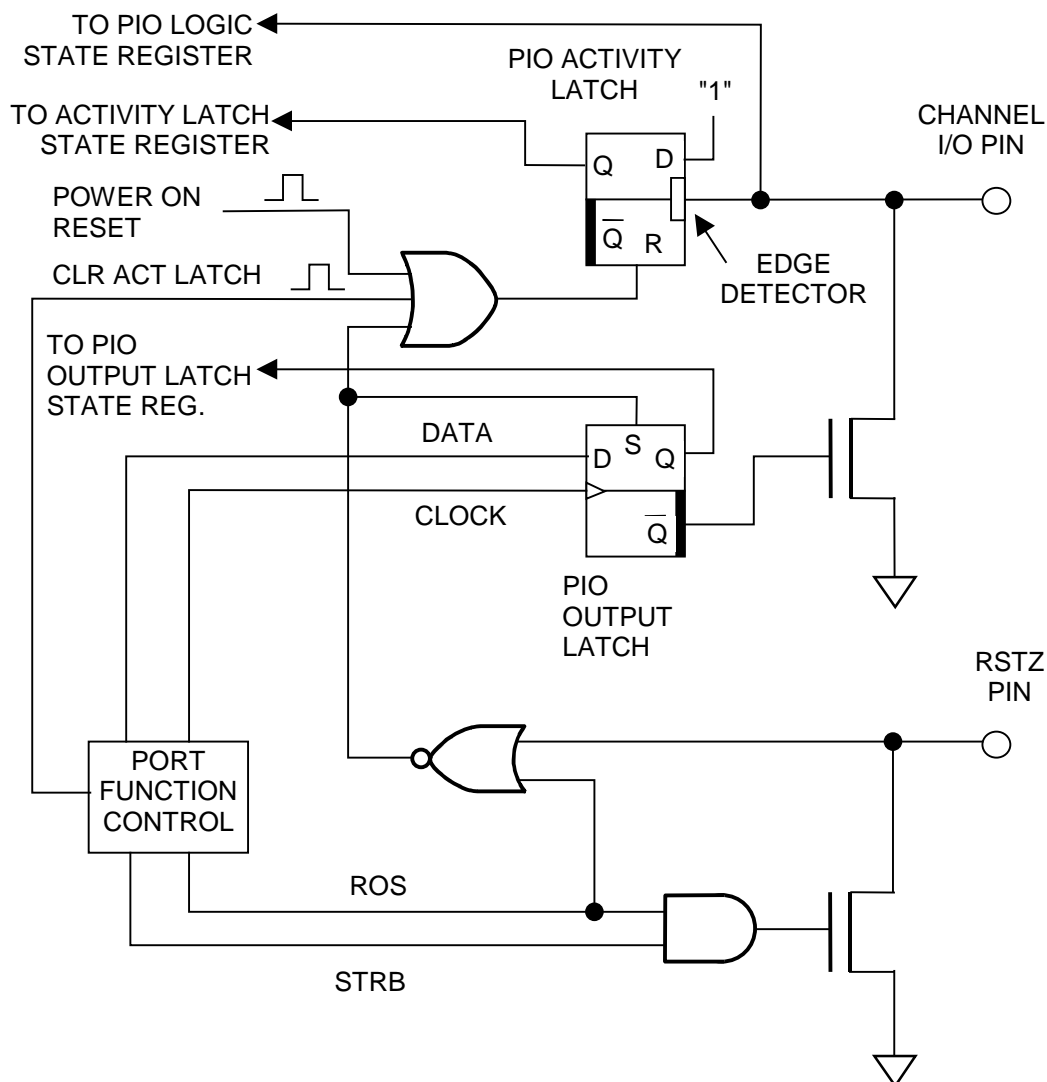 TO PIO LOGIC
STATE REGISTER
PIO ACTIVITY
LATCH
"1"
TO ACTIVITY LATCH
STATE REGISTER
CHANNEL
I/O PIN
Q
D
POWER ON
RESET
Q
R
EDGE
DETECTOR
CLR ACT LATCH
TO PIO
OUTPUT LATCH
STATE REG.
DATA
D
S
Q
CLOCK
Q
PIO
OUTPUT
LATCH
RSTZ
PIN
PORT
FUNCTION
CONTROL
ROS
STRB